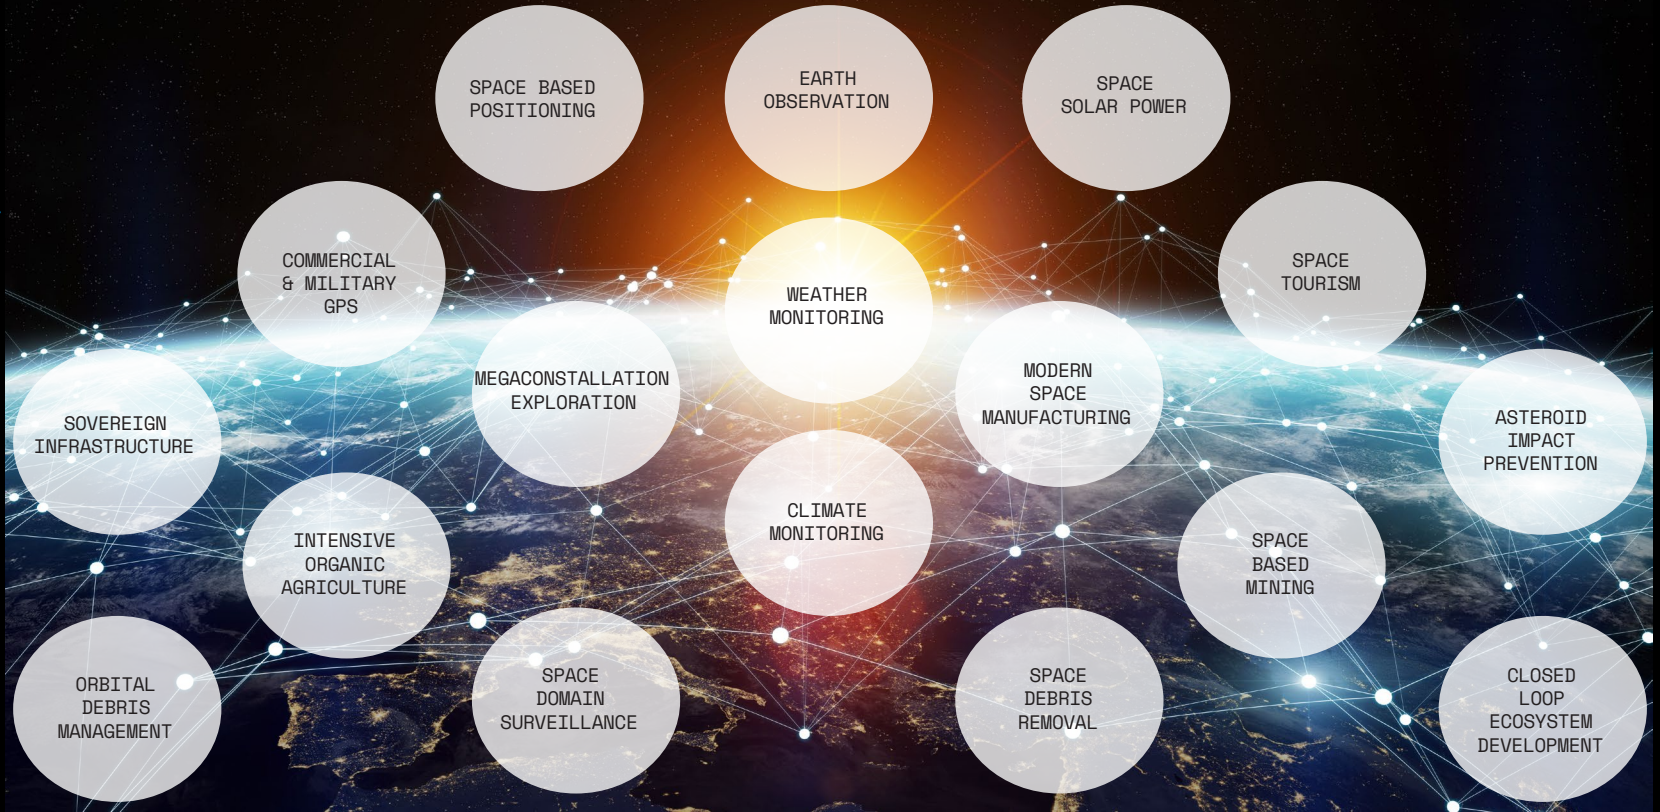 SPACE BASED
POSITIONING
EARTH
OBSERVATION
SPACE
SOLAR POWER
COMMERCIAL
& MILITARY
GPS
WEATHER
MONITORING
SPACE
TOURISM
SOVEREIGN
INFRASTRUCTURE
MEGACONSTALLATION
EXPLORATION
MODERN
SPACE
MANUFACTURING
ASTEROID
IMPACT
PREVENTION
INTENSIVE
ORGANIC
AGRICULTURE
CLIMATE
MONITORING
SPACE
BASED
MINING
ORBITAL
DEBRIS
MANAGEMENT
SPACE
DOMAIN
SURVEILLANCE
SPACE
DEBRIS
REMOVAL
CLOSED
LOOP
ECOSYSTEM
DEVELOPMENT